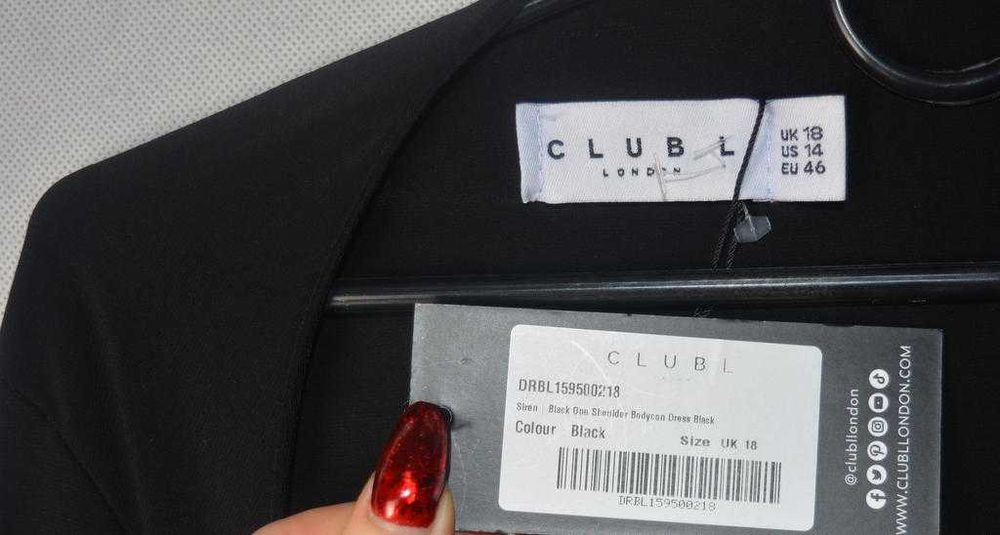 CLUB L
LONDON
UK 18
US 14
EU 46
CLUBL
DRBL159500218
Siren | Black One Shoulder Bodycon Dress Black
Colour Black
Size UK 18
DRBL159500218
@clubllondon
WWW.CLUBLLONDON.COM